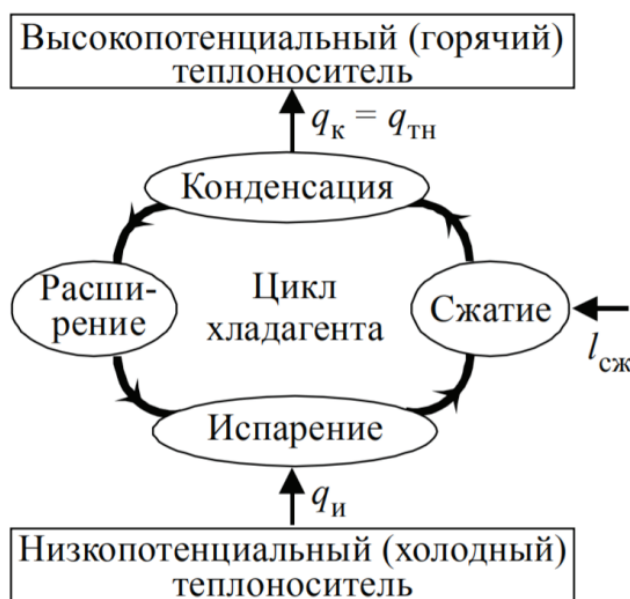 Высокопотенциальный (горячий)
теплоноситель
qк = qтн
Конденсация
Расши-
рение
Цикл
хладагента
Сжатие
lсж
Испарение
qи
Низкопотенциальный (холодный)
теплоноситель